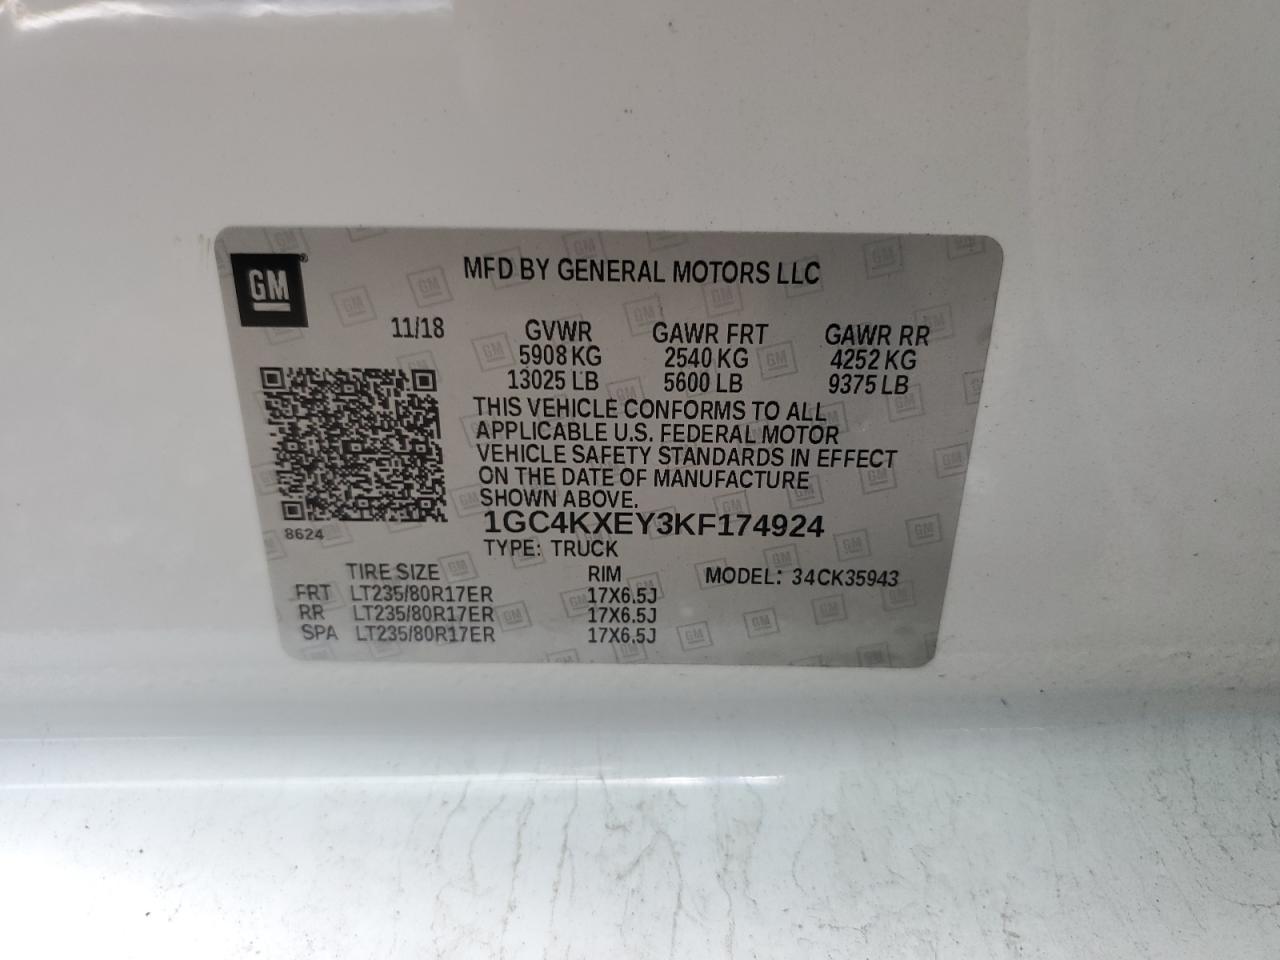 GM
MFD BY GENERAL MOTORS LLC
11/18 GVWR GAWR FRT GAWR RR
5908 KG 2540 KG 4252 KG
13025 LB 5600 LB 9375 LB
THIS VEHICLE CONFORMS TO ALL
APPLICABLE U.S. FEDERAL MOTOR
VEHICLE SAFETY STANDARDS IN EFFECT
ON THE DATE OF MANUFACTURE
SHOWN ABOVE.
1GC4KXEY3KF174924
8624
TYPE: TRUCK
TIRE SIZE RIM MODEL: 34CK35943
FRT LT235/80R17ER 17X6.5J
RR LT235/80R17ER 17X6.5J
SPA LT235/80R17ER 17X6.5J